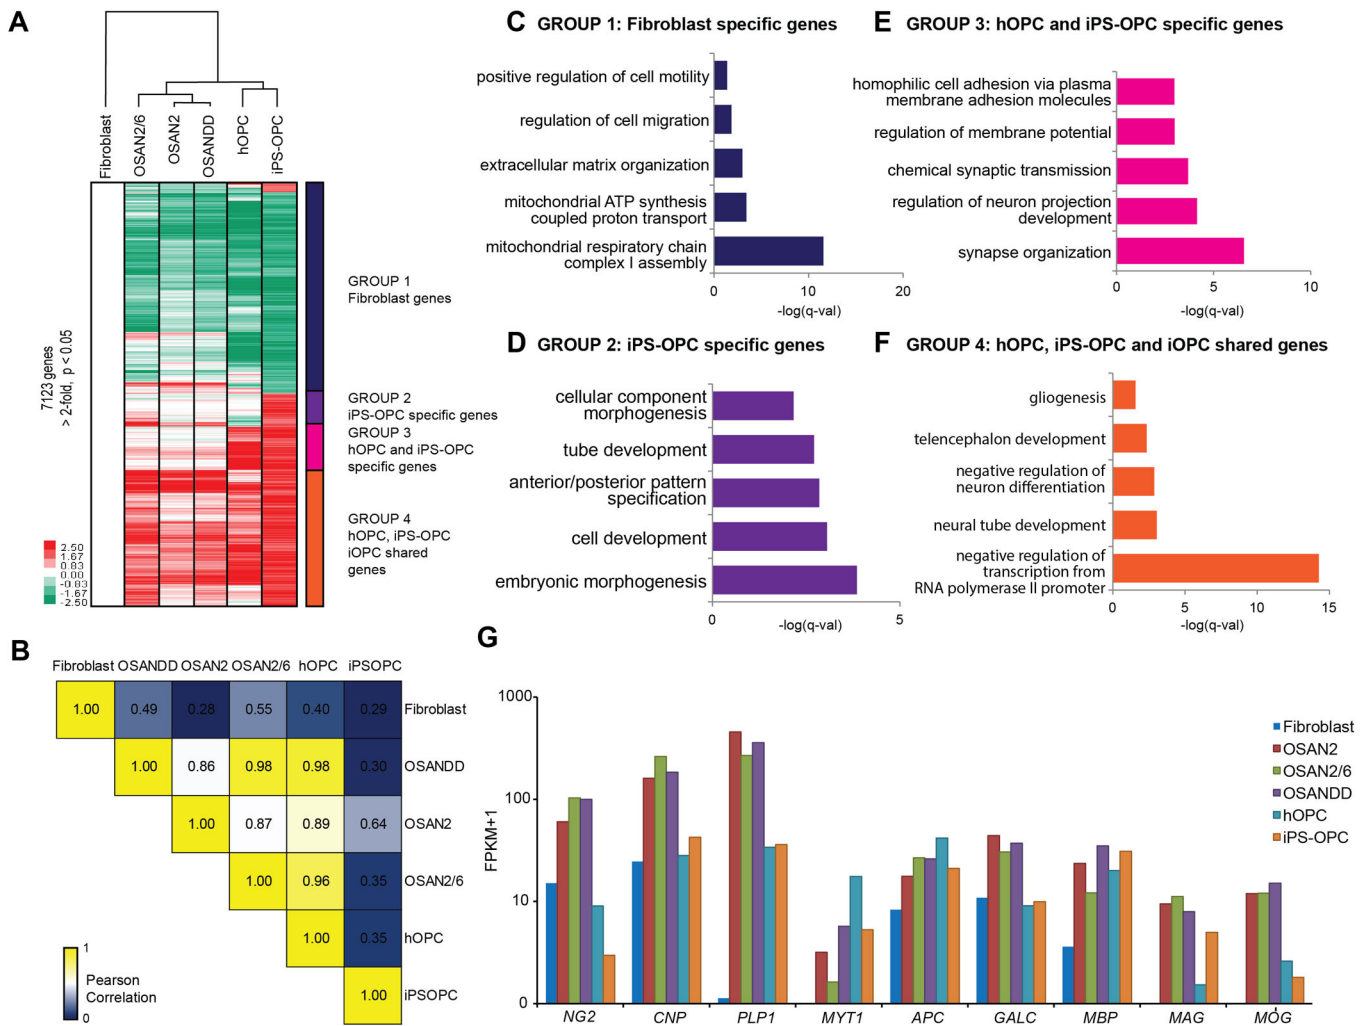 A
Fibroblast
OSAN2/6
OSAN2
OSANDD
hOPC
iPS-OPC
7123 genes
> 2-fold, p < 0.05
GROUP 1
Fibroblast genes
GROUP 2
iPS-OPC specific genes
GROUP 3
hOPC and iPS-OPC
specific genes
GROUP 4
hOPC, iPS-OPC
iOPC shared
genes
2.50
1.67
0.83
0.00
-0.83
-1.67
-2.50
B
Fibroblast OSANDD OSAN2 OSAN2/6 hOPC iPSOPC
1.00 0.49 0.28 0.55 0.40 0.29 Fibroblast
1.00 0.86 0.98 0.98 0.30 OSANDD
1.00 0.87 0.89 0.64 OSAN2
1.00 0.96 0.35 OSAN2/6
1.00 0.35 hOPC
1.00 iPSOPC
1
Pearson
Correlation
0
C GROUP 1: Fibroblast specific genes
positive regulation of cell motility
regulation of cell migration
extracellular matrix organization
mitochondrial ATP synthesis
coupled proton transport
mitochondrial respiratory chain
complex I assembly
0 10 20
-log(q-val)
D GROUP 2: iPS-OPC specific genes
cellular component
morphogenesis
tube development
anterior/posterior pattern
specification
cell development
embryonic morphogenesis
0 5
-log(q-val)
E GROUP 3: hOPC and iPS-OPC specific genes
homophilic cell adhesion via plasma
membrane adhesion molecules
regulation of membrane potential
chemical synaptic transmission
regulation of neuron projection
development
synapse organization
0 5 10
-log(q-val)
F GROUP 4: hOPC, iPS-OPC and iOPC shared genes
gliogenesis
telencephalon development
negative regulation of
neuron differentiation
neural tube development
negative regulation of
transcription from
RNA polymerase II promoter
0 5 10 15
-log(q-val)
G
FPKM+1
1000
100
10
0
NG2 CNP PLP1 MYT1 APC GALC MBP MAG MOG
Fibroblast
OSAN2
OSAN2/6
OSANDD
hOPC
iPS-OPC